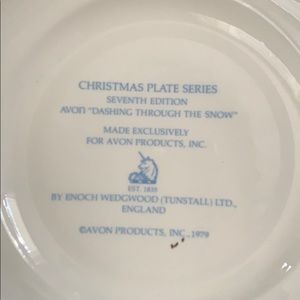 CHRISTMAS PLATE SERIES
SEVENTH EDITION
AVON "DASHING THROUGH THE SNOW"
MADE EXCLUSIVELY
FOR AVON PRODUCTS, INC.
EST. 1835
BY ENOCH WEDGWOOD (TUNSTALL) LTD.,
ENGLAND
©AVON PRODUCTS, INC., 1979